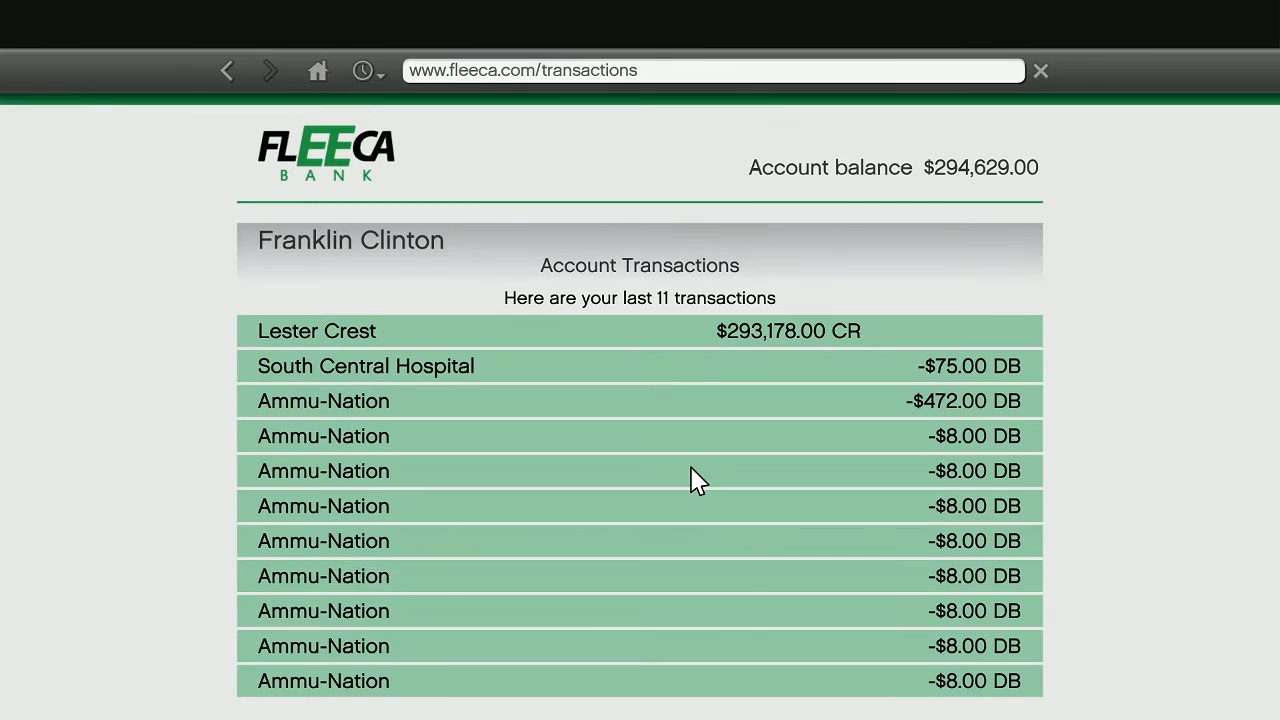 www.fleeca.com/transactions
FLEECA
BANK
Account balance $294,629.00
Franklin Clinton
Account Transactions
Here are your last 11 transactions
Lester Crest $293,178.00 CR
South Central Hospital -$75.00 DB
Ammu-Nation -$472.00 DB
Ammu-Nation -$8.00 DB
Ammu-Nation -$8.00 DB
Ammu-Nation -$8.00 DB
Ammu-Nation -$8.00 DB
Ammu-Nation -$8.00 DB
Ammu-Nation -$8.00 DB
Ammu-Nation -$8.00 DB
Ammu-Nation -$8.00 DB